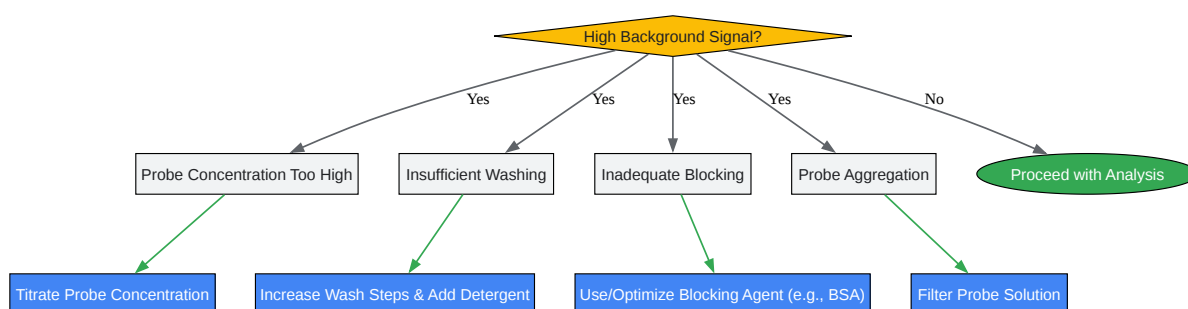 High Background Signal?
Yes
Yes
Yes
Yes
No
Probe Concentration Too High
Insufficient Washing
Inadequate Blocking
Probe Aggregation
Proceed with Analysis
Titrate Probe Concentration
Increase Wash Steps & Add Detergent
Use/Optimize Blocking Agent (e.g., BSA)
Filter Probe Solution